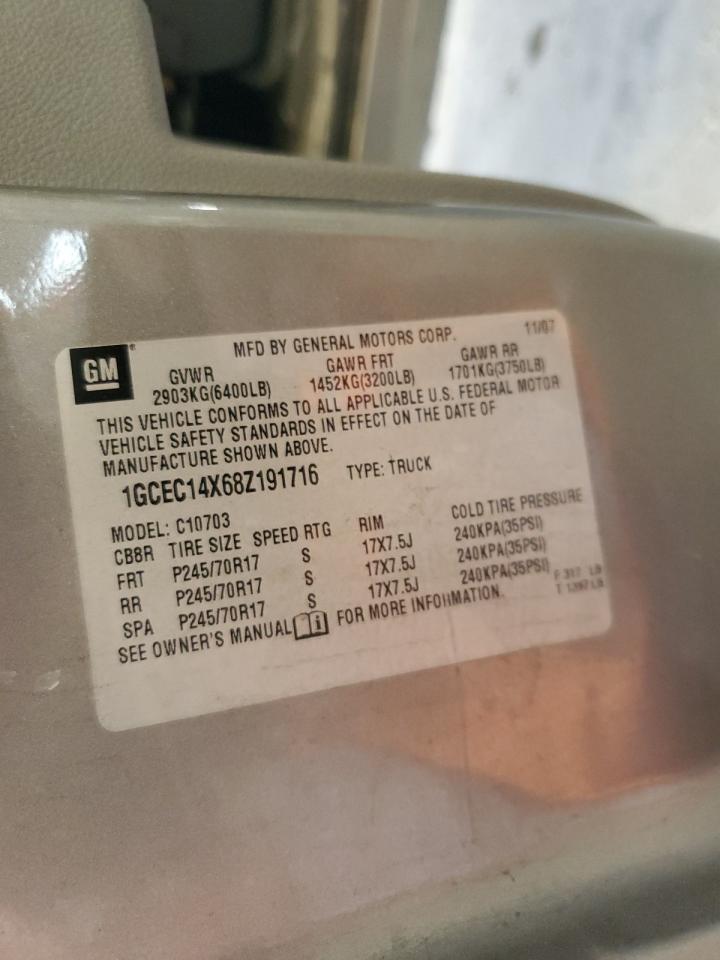 GM
MFD BY GENERAL MOTORS CORP. 11/07
GVWR GAWR FRT GAWR RR
2903KG(6400LB) 1452KG(3200LB) 1701KG(3750LB)
THIS VEHICLE CONFORMS TO ALL APPLICABLE U.S. FEDERAL MOTOR
VEHICLE SAFETY STANDARDS IN EFFECT ON THE DATE OF
MANUFACTURE SHOWN ABOVE.
1GCEC14X68Z191716 TYPE: TRUCK
MODEL: C10703
CB8R TIRE SIZE SPEED RTG RIM COLD TIRE PRESSURE
FRT P245/70R17 S 17X7.5J 240KPA(35PSI)
RR P245/70R17 S 17X7.5J 240KPA(35PSI)
SPA P245/70R17 S 17X7.5J 240KPA(35PSI)
SEE OWNER'S MANUAL FOR MORE INFORMATION.
F 317 LB
T LB